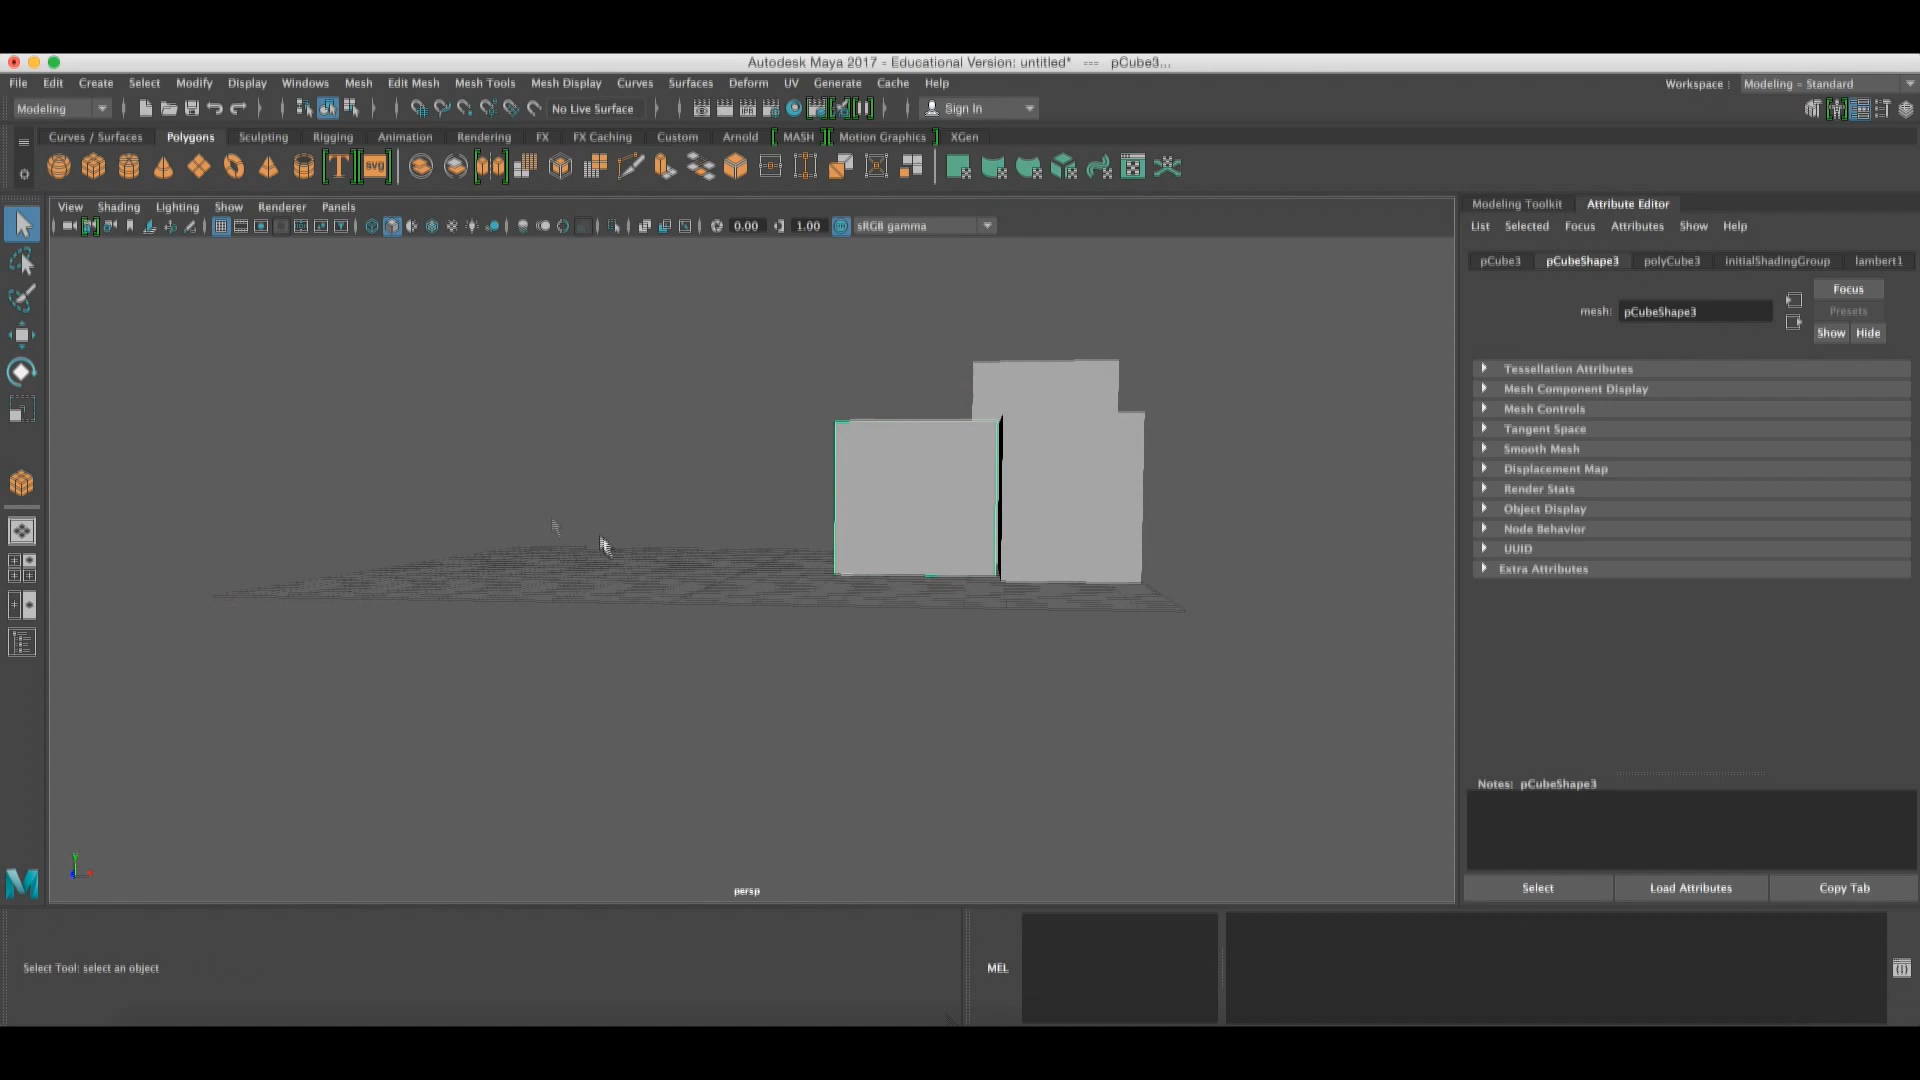 Autodesk Maya 2017 - Educational Version: untitled* --- pCube3...
File Edit Create Select Modify Display Windows Mesh Edit Mesh Mesh Tools Mesh Display Curves Surfaces Deform UV Generate Cache Help Workspace : Modeling - Standard
Modeling No Live Surface Sign In
Curves / Surfaces Polygons Sculpting Rigging Animation Rendering FX FX Caching Custom Arnold MASH Motion Graphics XGen
T SVG
View Shading Lighting Show Renderer Panels
0.00 1.00 sRGB gamma
Modeling Toolkit Attribute Editor
List Selected Focus Attributes Show Help
pCube3 pCubeShape3 polyCube3 initialShadingGroup lambert1
Focus
mesh: pCubeShape3 Presets
Show Hide
Tessellation Attributes
Mesh Component Display
Mesh Controls
Tangent Space
Smooth Mesh
Displacement Map
Render Stats
Object Display
Node Behavior
UUID
Extra Attributes
Notes: pCubeShape3
Select Load Attributes Copy Tab
Y
persp
M
Select Tool: select an object
MEL